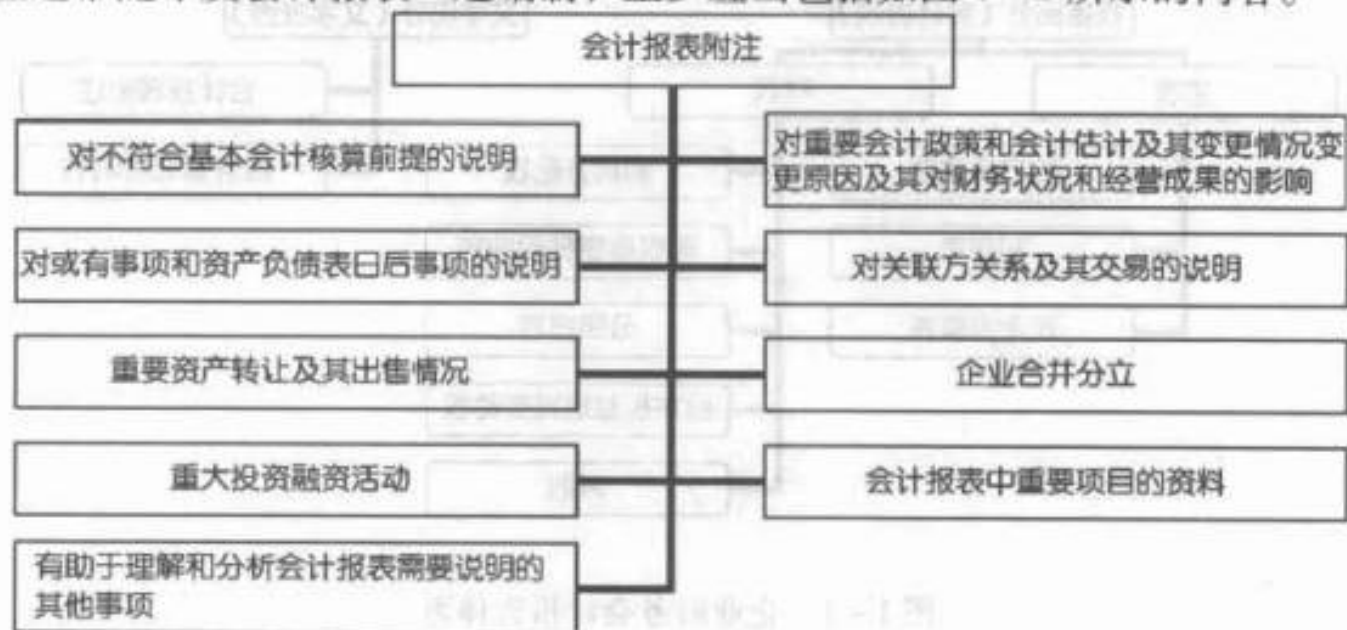 会计报表附注
对不符合基本会计核算前提的说明
对重要会计政策和会计估计及其变更情况变
更原因及其对财务状况和经营成果的影响
对或有事项和资产负债表日后事项的说明
对关联方关系及其交易的说明
重要资产转让及其出售情况
企业合并分立
重大投资融资活动
会计报表中重要项目的资料
有助于理解和分析会计报表需要说明的
其他事项